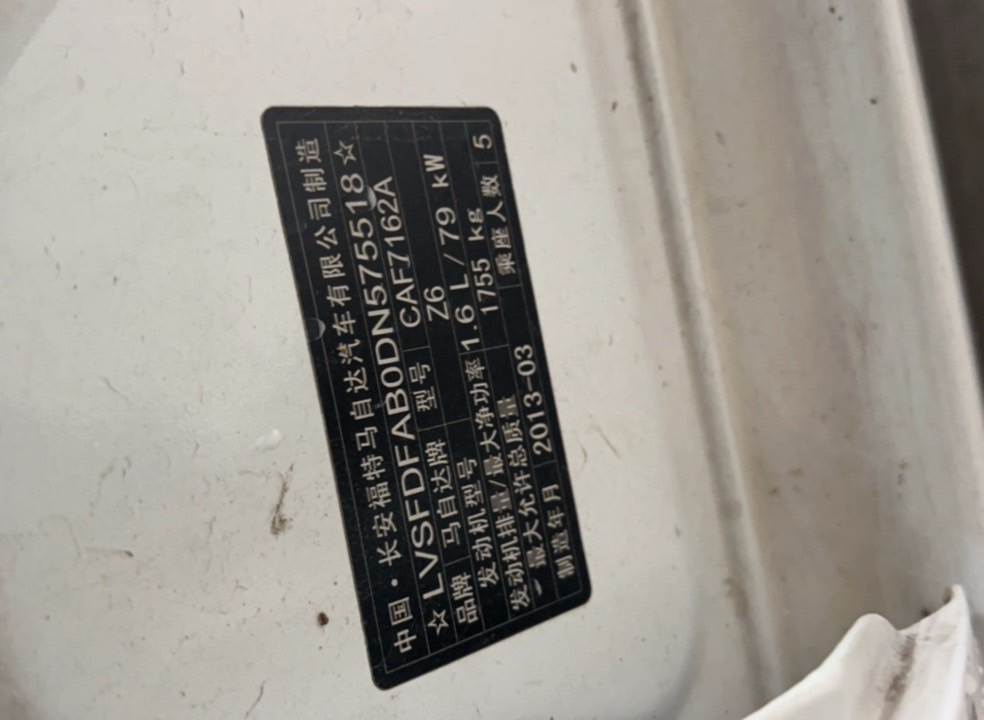 中国·长安福特马自达汽车有限公司制造
☆LVSFDFAB0DN575518☆
品牌 马自达牌 型号 CAF7162A
发动机型号 Z6
发动机排量/最大净功率 1.6 L/79 kW
最大允许总质量 1755 kg
制造年月 2013-03 乘座人数 5